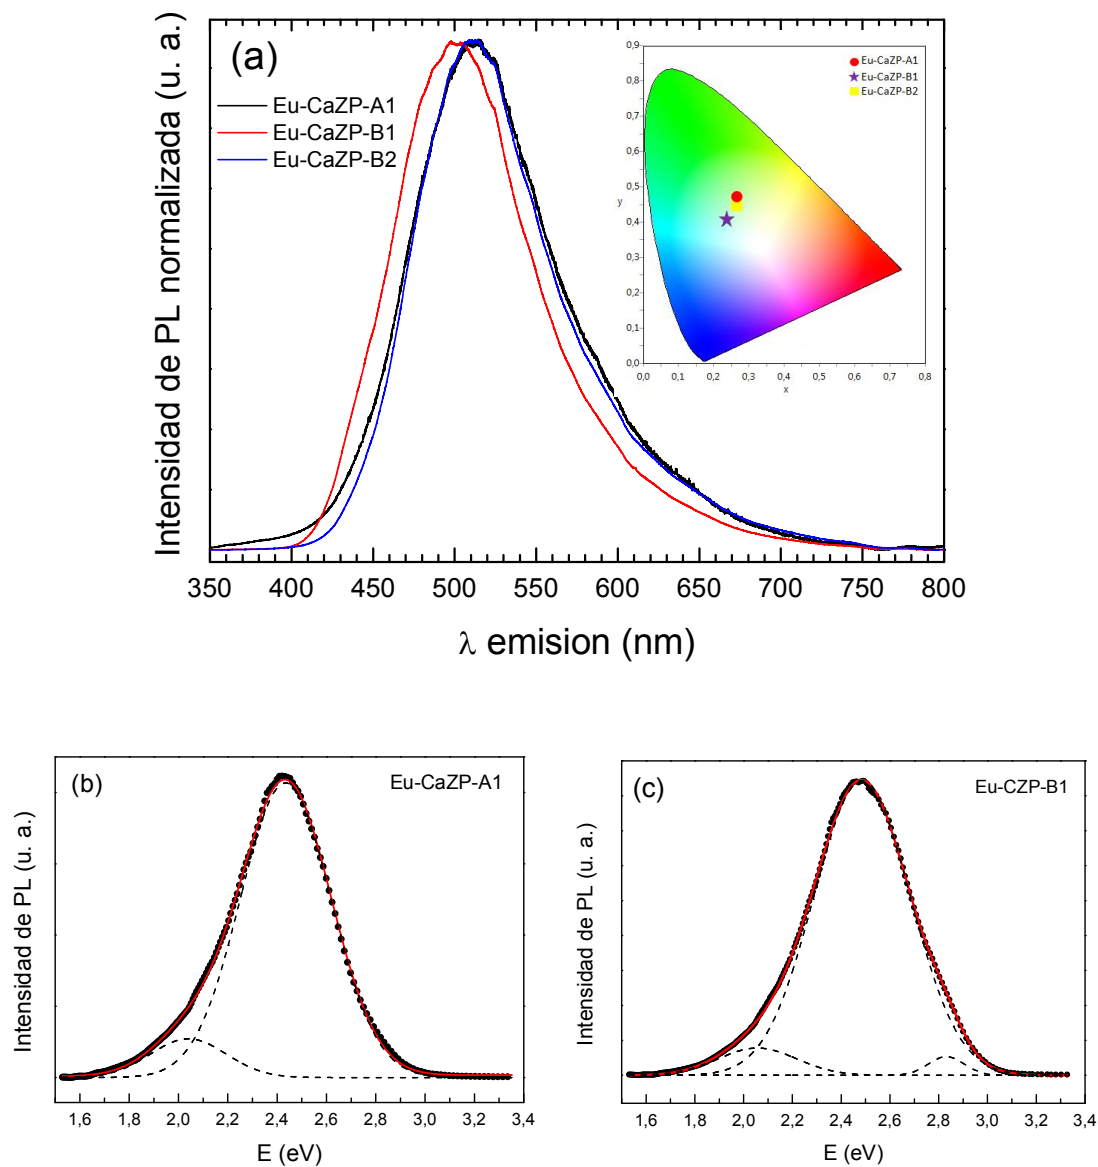 (a)
Intensidad de PL normalizada (u. a.)
Eu-CaZP-A1
Eu-CaZP-B1
Eu-CaZP-B2
0,9
0,8
0,7
0,6
0,5
0,4
0,3
0,2
0,1
0,0
y
Eu-CaZP-A1
Eu-CaZP-B1
Eu-CaZP-B2
0,0 0,1 0,2 0,3 0,4 0,5 0,6 0,7 0,8
x
350 400 450 500 550 600 650 700 750 800
λ emision (nm)
(b)
Eu-CaZP-A1
Intensidad de PL (u. a.)
1,6 1,8 2,0 2,2 2,4 2,6 2,8 3,0 3,2 3,4
E (eV)
(c)
Eu-CZP-B1
Intensidad de PL (u. a.)
1,6 1,8 2,0 2,2 2,4 2,6 2,8 3,0 3,2 3,4
E (eV)